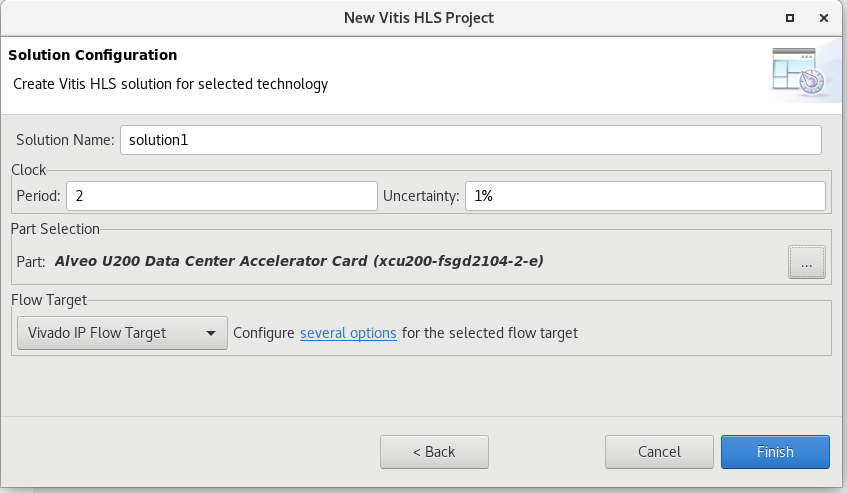 New Vitis HLS Project
Solution Configuration
Create Vitis HLS solution for selected technology
Solution Name: solution1
Clock
Period: 2 Uncertainty: 1%
Part Selection
Part: Alveo U200 Data Center Accelerator Card (xcu200-fsgd2104-2-e) ...
Flow Target
Vivado IP Flow Target Configure several options for the selected flow target
< Back Cancel Finish